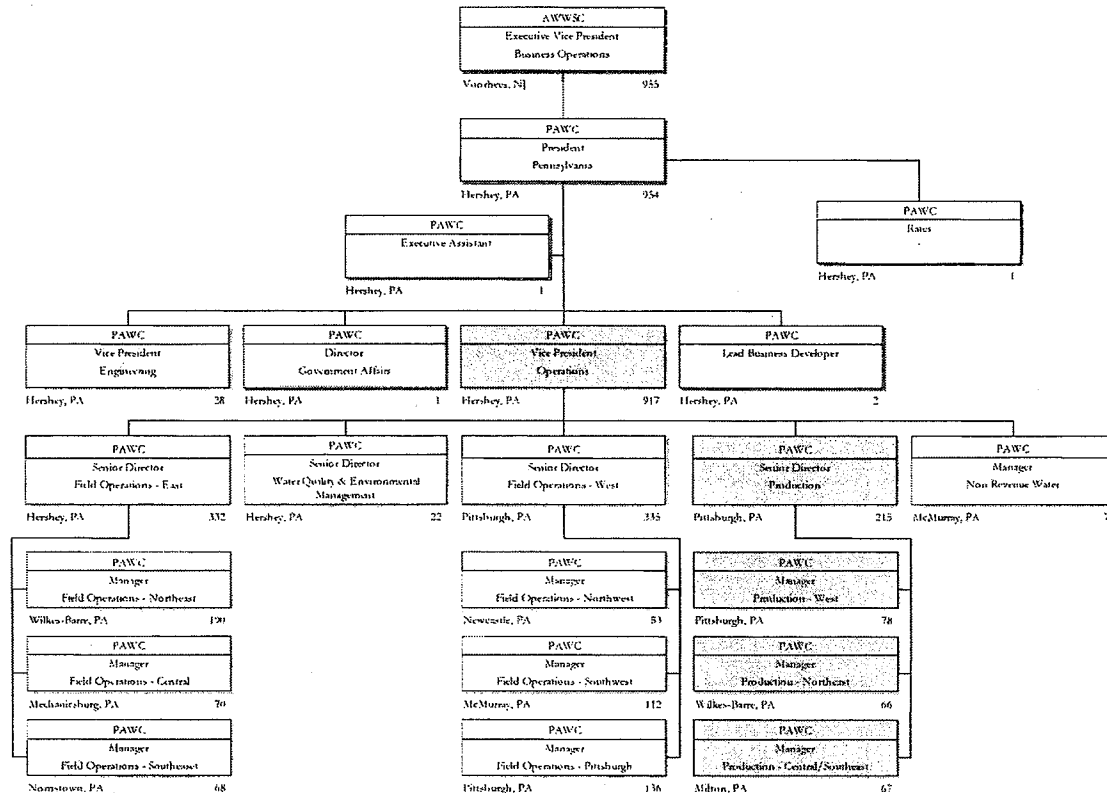 AWWSC
Executive Vice President
Business Operations
Voorhees, NJ 955
PAWC
President
Pennsylvania
Hershey, PA 954
PAWC
Executive Assistant
Hershey, PA 1
PAWC
Rates
Hershey, PA 1
PAWC
Vice President
Engineering
Hershey, PA 28
PAWC
Director
Government Affairs
Hershey, PA 1
PAWC
Vice President
Operations
Hershey, PA 917
PAWC
Lead Business Developer
Hershey, PA 2
PAWC
Senior Director
Field Operations - East
Hershey, PA 332
PAWC
Senior Director
Water Quality & Environmental
Management
Hershey, PA 22
PAWC
Senior Director
Field Operations - West
Pittsburgh, PA 335
PAWC
Senior Director
Production
Pittsburgh, PA 215
PAWC
Manager
Non Revenue Water
McMurray, PA 7
PAWC
Manager
Field Operations - Northeast
Wilkes-Barre, PA
PAWC
Manager
Field Operations - Central
Mechanicsburg, PA 70
PAWC
Manager
Field Operations - Southeast
Norristown, PA 68
PAWC
Manager
Field Operations - Northwest
Newcastle, PA
PAWC
Manager
Field Operations - Southwest
McMurray, PA 112
PAWC
Manager
Field Operations - Pittsburgh
Pittsburgh, PA 136
PAWC
Manager
Production - West
Pittsburgh, PA 78
PAWC
Manager
Production - Northeast
Wilkes-Barre, PA 66
PAWC
Manager
Production - Central/Southeast
Milton, PA 67